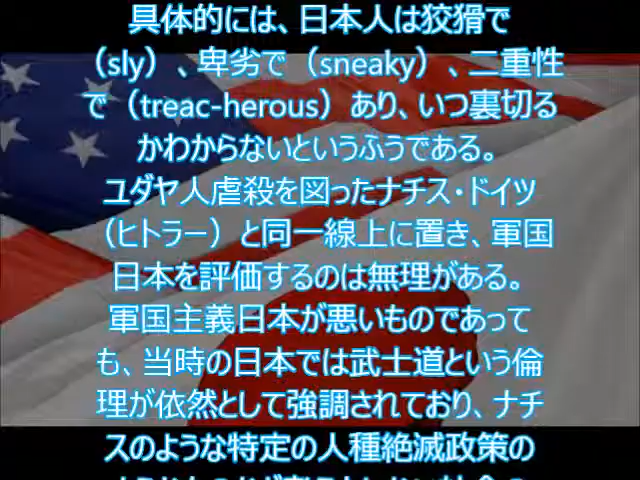 具体的には、日本人は狡猾で
（sly）、卑劣で（sneaky）、二重性
で（treac-herous）あり、いつ裏切る
かわからないというふうである。
ユダヤ人虐殺を図ったナチス・ドイツ
（ヒトラー）と同一線上に置き、軍国
日本を評価するのは無理がある。
軍国主義日本が悪いものであって
も、当時の日本では武士道という倫
理が依然として強調されており、ナチ
スのような特定の人種絶滅政策の